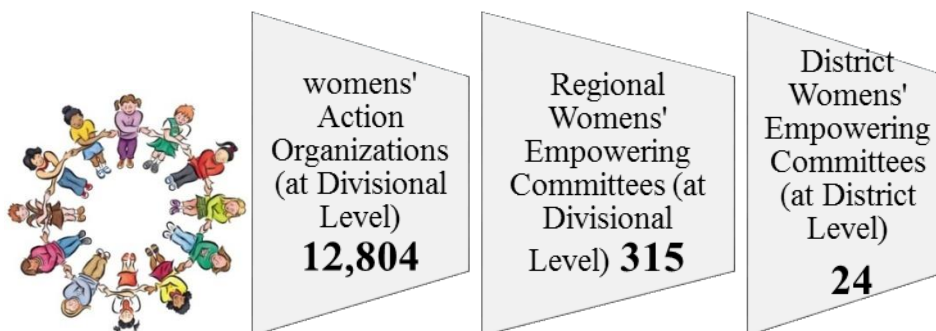 womens'
Action
Organizations
(at Divisional
Level)
12,804
Regional
Womens'
Empowering
Committees (at
Divisional
Level) 315
District
Womens'
Empowering
Committees
(at District
Level)
24